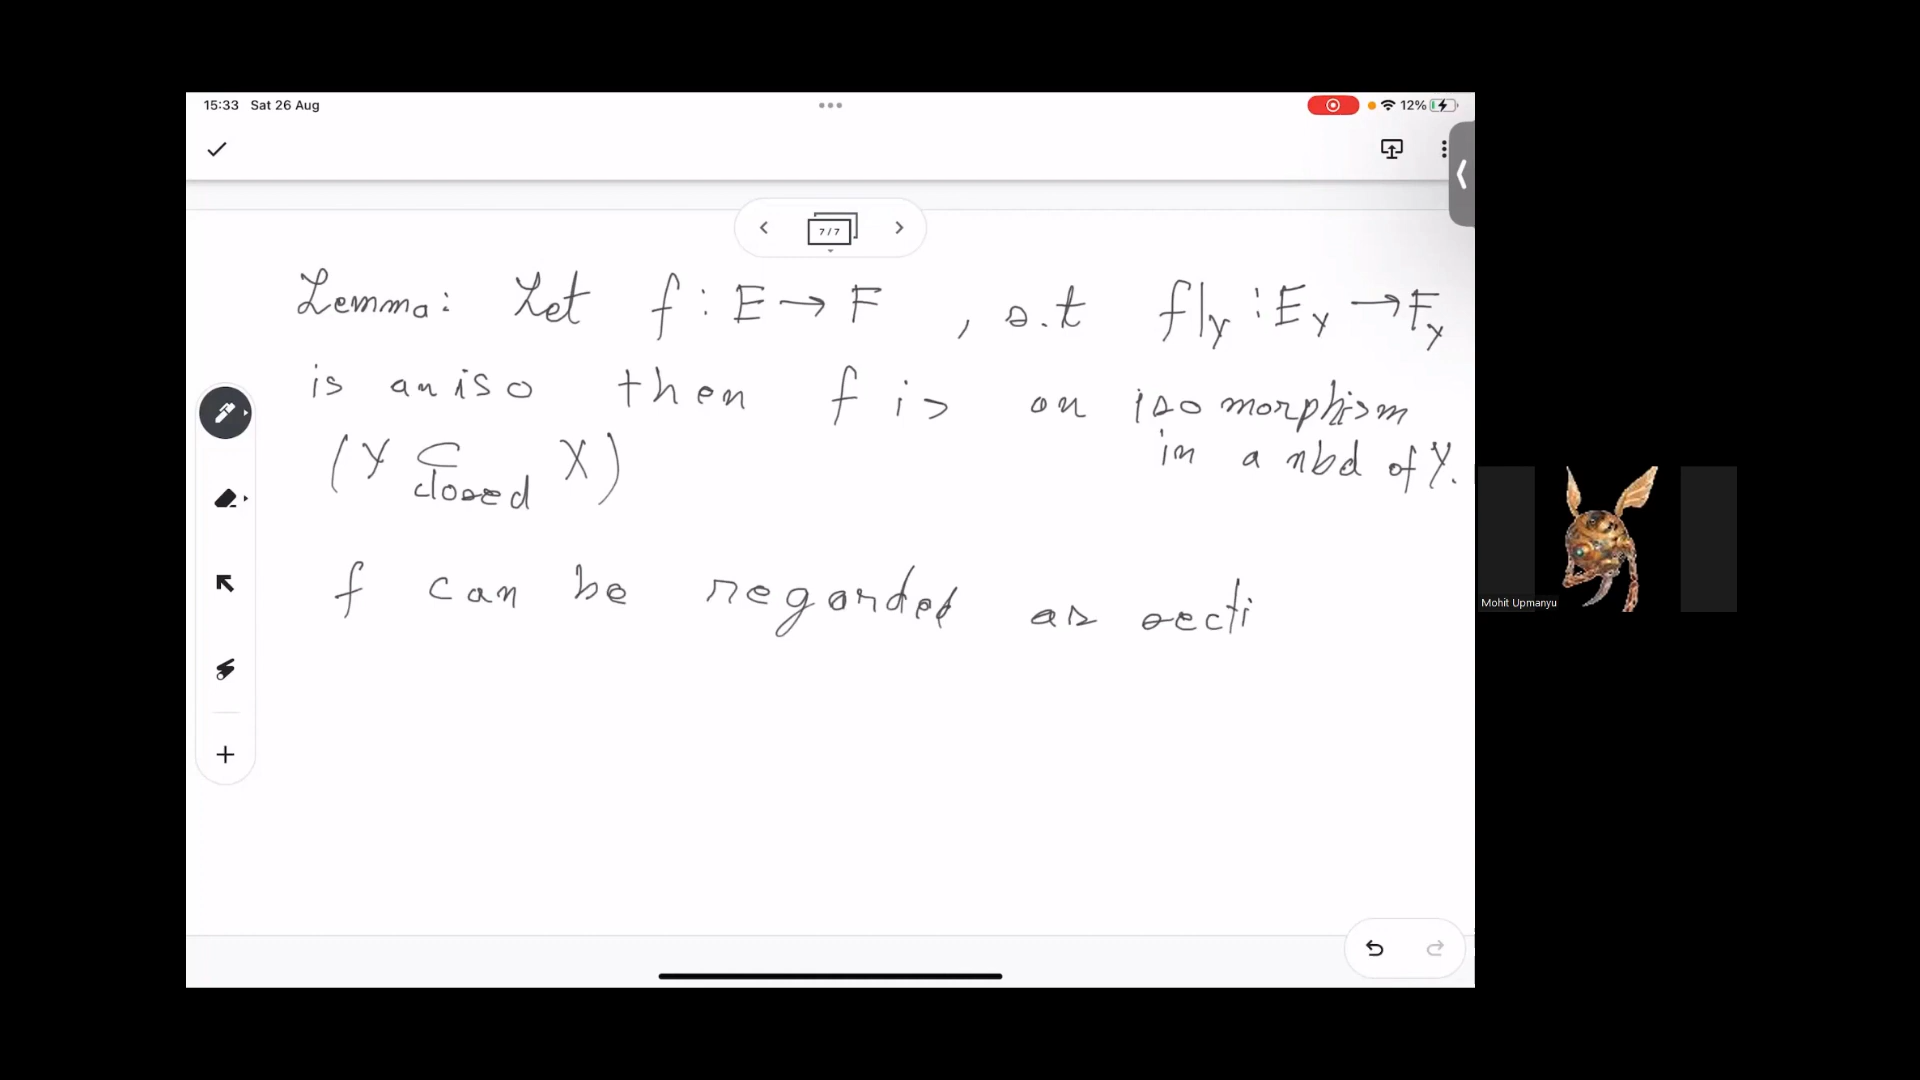 15:33 Sat 26 Aug
12%
7/7
Lemma: Let f : E → F , s.t f|Y : EY → FY
is an iso then f is an isomorphism
in a nbd of Y.
(Y ⊂ X)
closed
f can be regarded as secti
Mohit Upmanyu